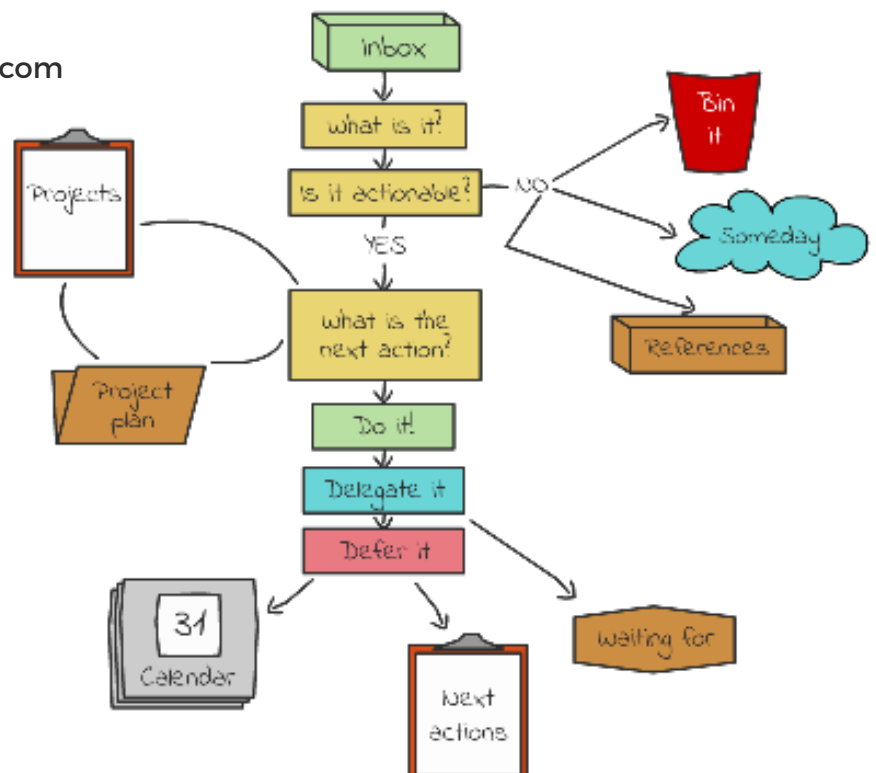 inbox
com
What is it?
Bin
it
Projects
Is it actionable?
NO
Someday
YES
What is the
next action?
References
Project
plan
Do it!
Delegate it
Defer it
Waiting for
31
Calendar
Next
actions